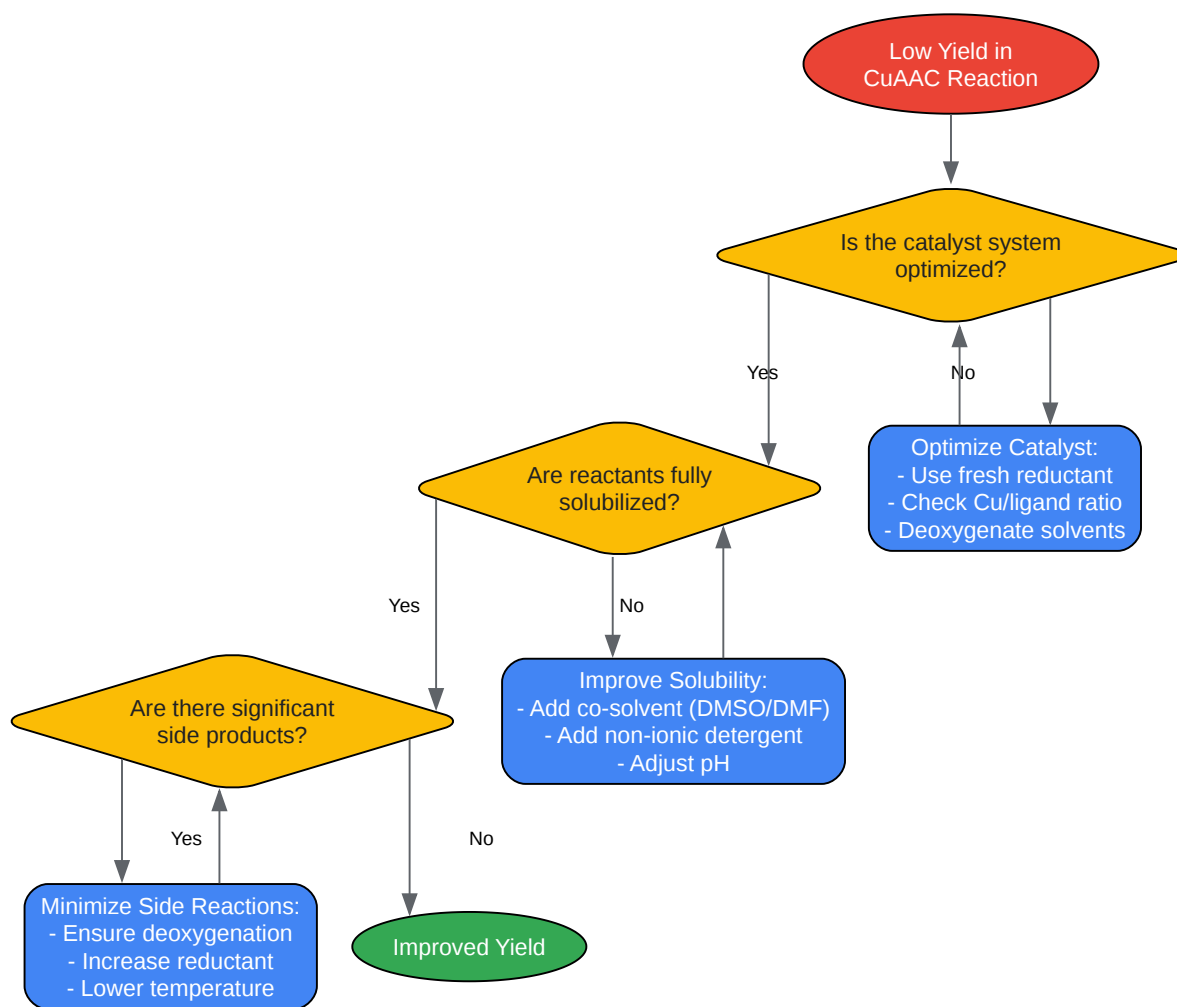 Low Yield in
CuAAC Reaction
Is the catalyst system
optimized?
Yes
No
Optimize Catalyst:
- Use fresh reductant
- Check Cu/ligand ratio
- Deoxygenate solvents
Are reactants fully
solubilized?
Yes
No
Improve Solubility:
- Add co-solvent (DMSO/DMF)
- Add non-ionic detergent
- Adjust pH
Are there significant
side products?
Yes
No
Minimize Side Reactions:
- Ensure deoxygenation
- Increase reductant
- Lower temperature
Improved Yield